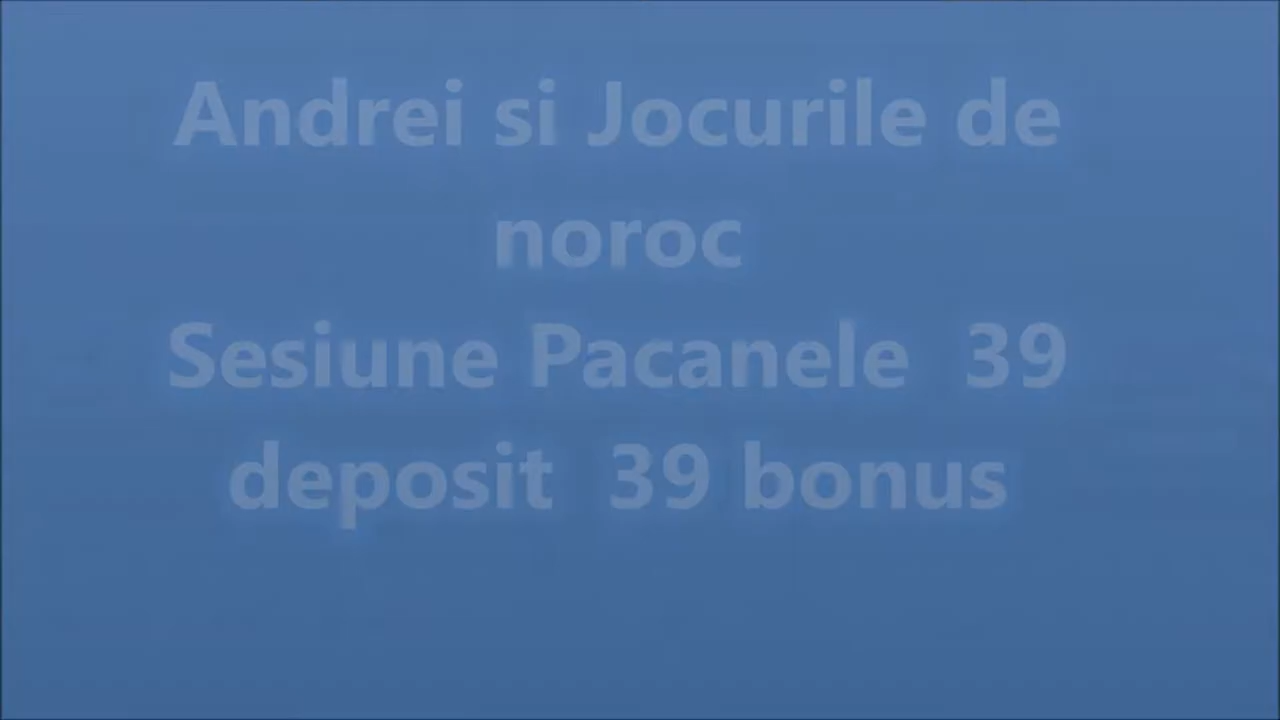 Andrei si Jocurile de
noroc
Sesiune Pacanele 39
deposit 39 bonus